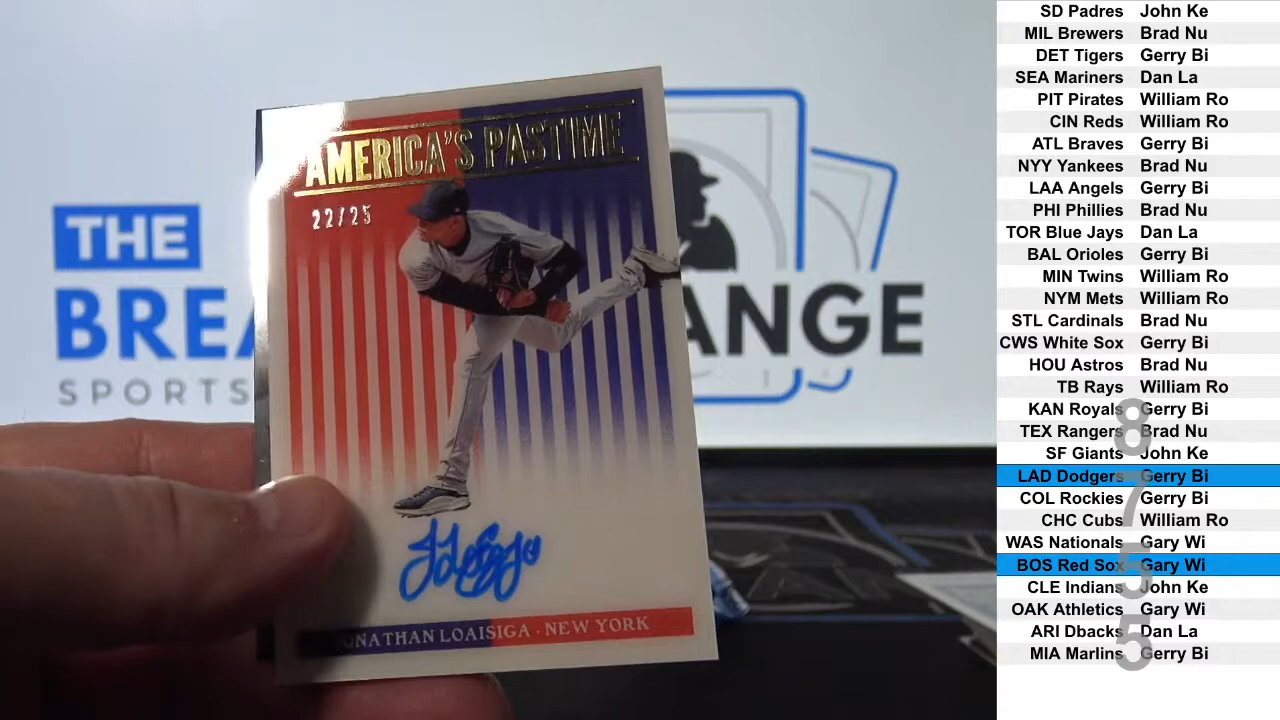 THE
BREA
SPORTS
ANGE
AMERICA'S PASTIME
22/25
JONATHAN LOAISIGA · NEW YORK
SD Padres John Ke
MIL Brewers Brad Nu
DET Tigers Gerry Bi
SEA Mariners Dan La
PIT Pirates William Ro
CIN Reds William Ro
ATL Braves Gerry Bi
NYY Yankees Brad Nu
LAA Angels Gerry Bi
PHI Phillies Brad Nu
TOR Blue Jays Dan La
BAL Orioles Gerry Bi
MIN Twins William Ro
NYM Mets William Ro
STL Cardinals Brad Nu
CWS White Sox Gerry Bi
HOU Astros Brad Nu
TB Rays William Ro
KAN Royals Gerry Bi
TEX Rangers Brad Nu
SF Giants John Ke
LAD Dodgers Gerry Bi
COL Rockies Gerry Bi
CHC Cubs William Ro
WAS Nationals Gary Wi
BOS Red Sox Gary Wi
CLE Indians John Ke
OAK Athletics Gary Wi
ARI Dbacks Dan La
MIA Marlins Gerry Bi
8
7
5
5